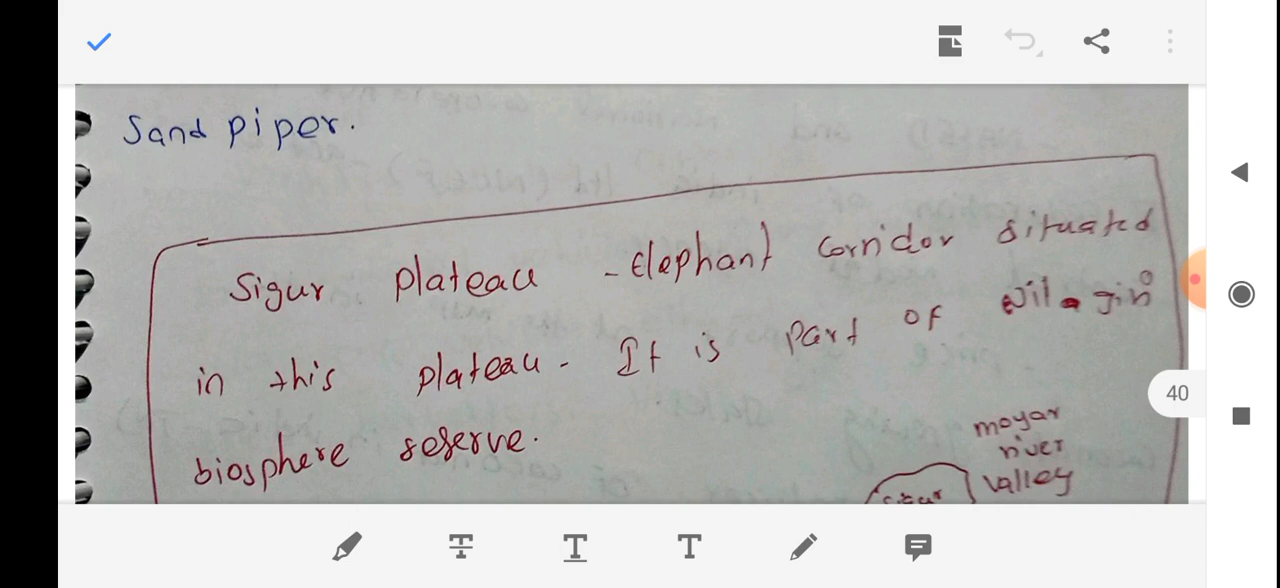 Sand piper.
Sigur plateau - Elephant corridor situated
in this plateau - It is part of Nilagiri
biosphere reserve.
moyar
river
valley
sigur
40